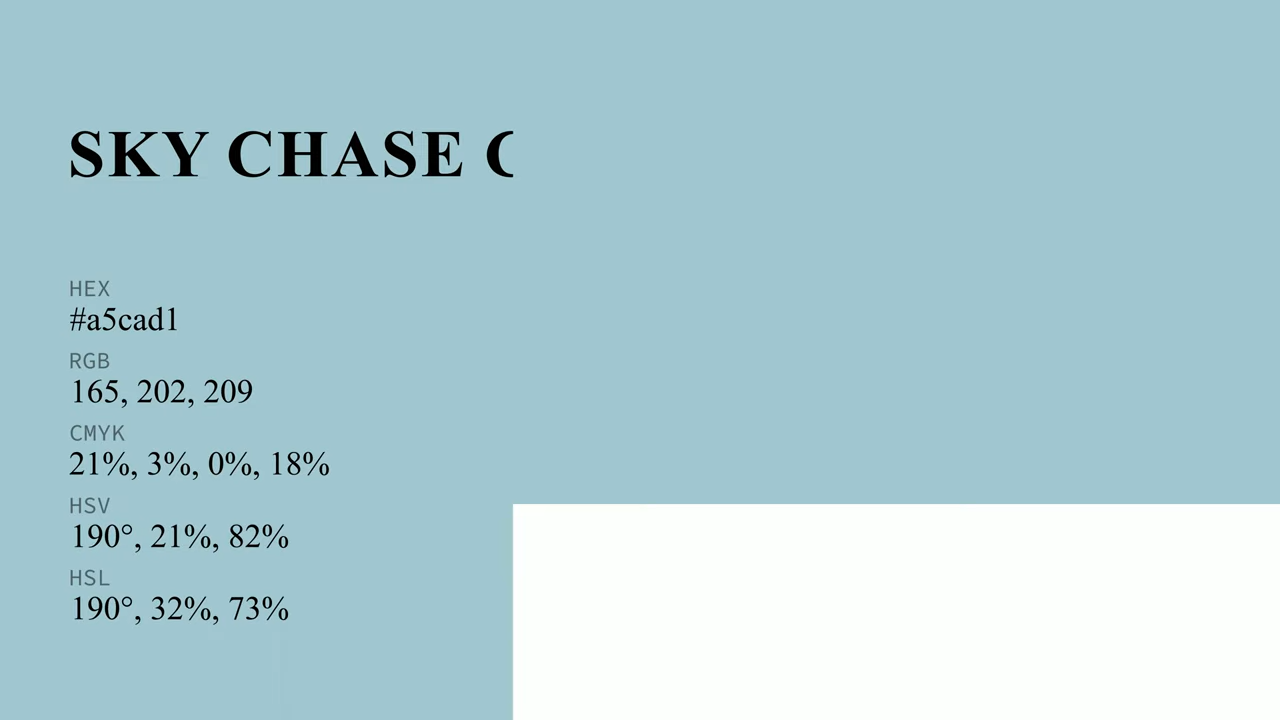 SKY CHASE
HEX
#a5cad1
RGB
165, 202, 209
CMYK
21%, 3%, 0%, 18%
HSV
190°, 21%, 82%
HSL
190°, 32%, 73%